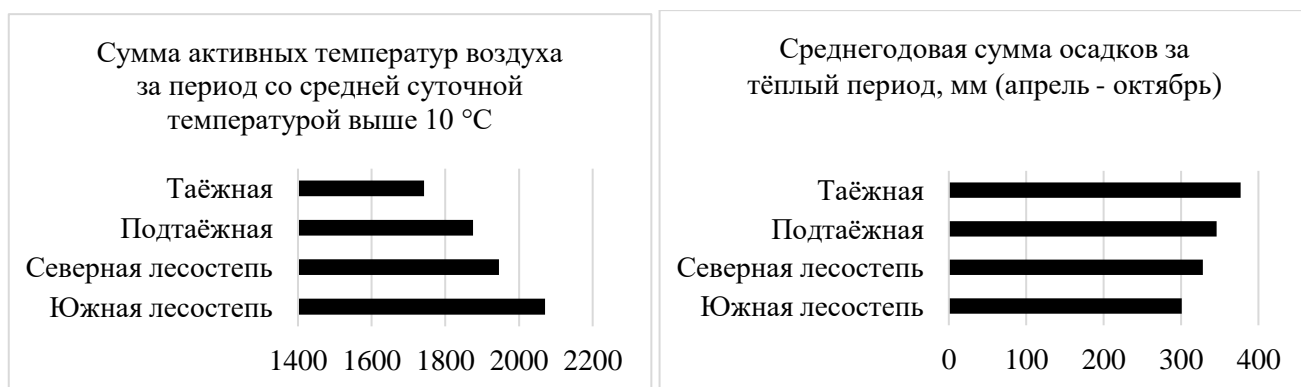 Сумма активных температур воздуха
за период со средней суточной
температурой выше 10 °C
Таёжная
Подтаёжная
Северная лесостепь
Южная лесостепь
1400 1600 1800 2000 2200
Среднегодовая сумма осадков за
тёплый период, мм (апрель - октябрь)
Таёжная
Подтаёжная
Северная лесостепь
Южная лесостепь
0 100 200 300 400